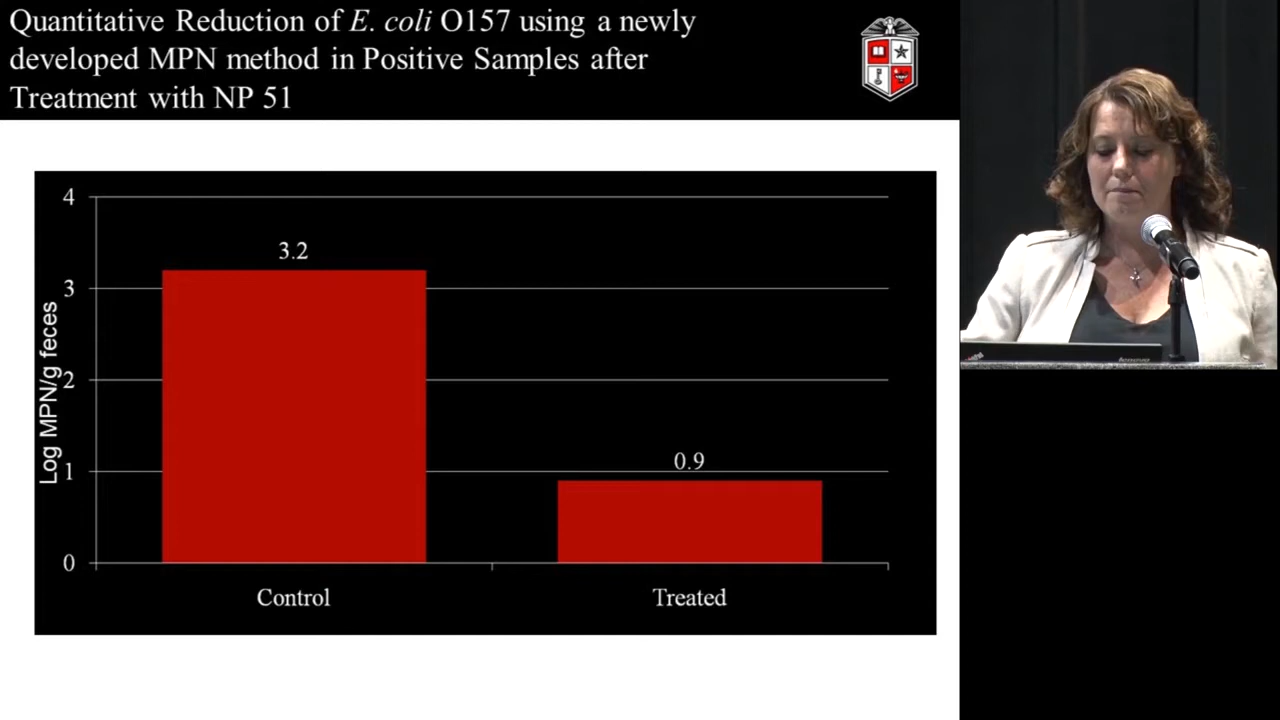 Quantitative Reduction of E. coli O157 using a newly
developed MPN method in Positive Samples after
Treatment with NP 51
Log MPN/g feces
4
3
2
1
0
3.2
0.9
Control
Treated
lenovo